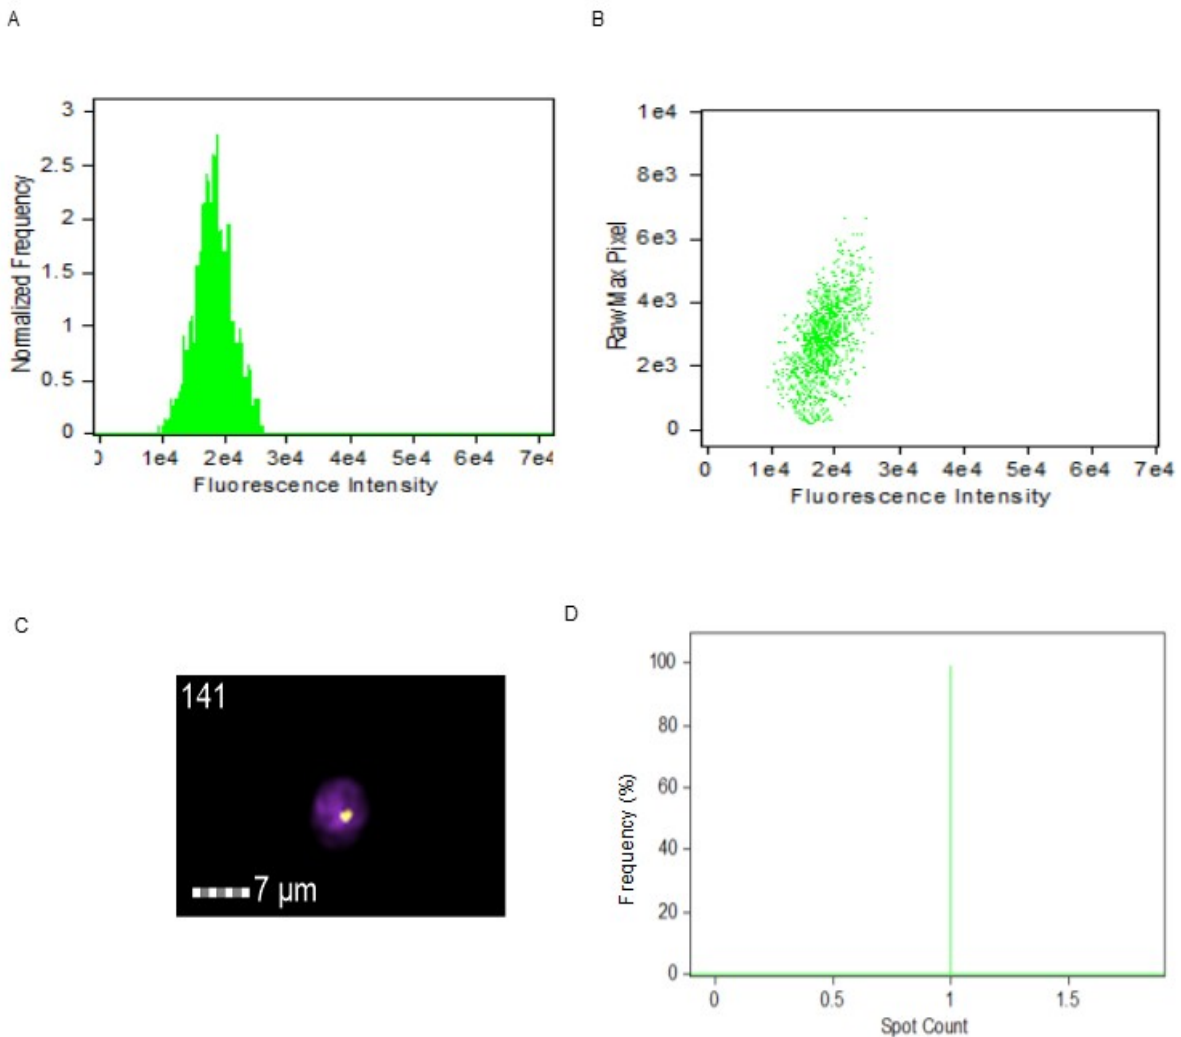 A
B
Normalized Frequency
3
2.5
2
1.5
1
0.5
0
0 1e4 2e4 3e4 4e4 5e4 6e4 7e4
Fluorescence Intensity
RawMax Pixel
1e4
8e3
6e3
4e3
2e3
0
0 1e4 2e4 3e4 4e4 5e4 6e4 7e4
Fluorescence Intensity
C
D
141
7 µm
Frequency (%)
100
80
60
40
20
0
0 0.5 1 1.5
Spot Count